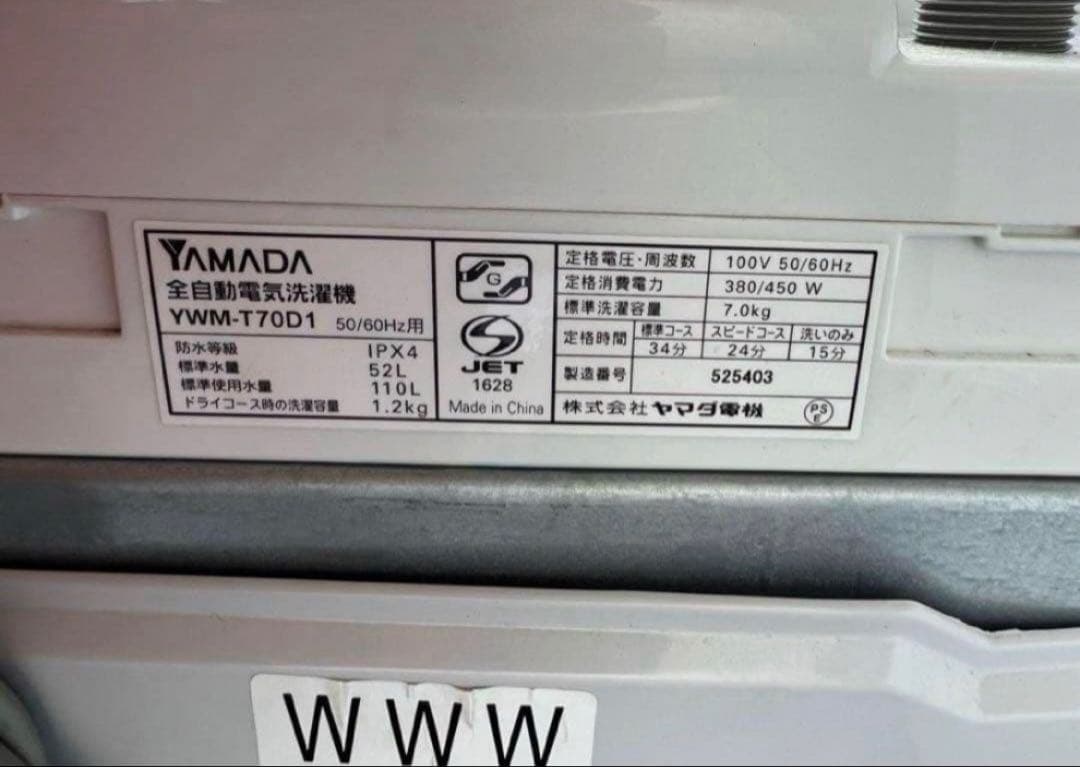 YAMADA
全自動電気洗濯機
YWM-T70D1 50/60Hz用
防水等級 IPX4
標準水量 52L
標準使用水量 110L
ドライコース時の洗濯容量 1.2kg
G
JET
1628
Made in China
定格電圧・周波数 100V 50/60Hz
定格消費電力 380/450 W
標準洗濯容量 7.0kg
定格時間 標準コース スピードコース 洗いのみ
34分 24分 15分
製造番号 525403
株式会社ヤマダ電機 PSE
WWW